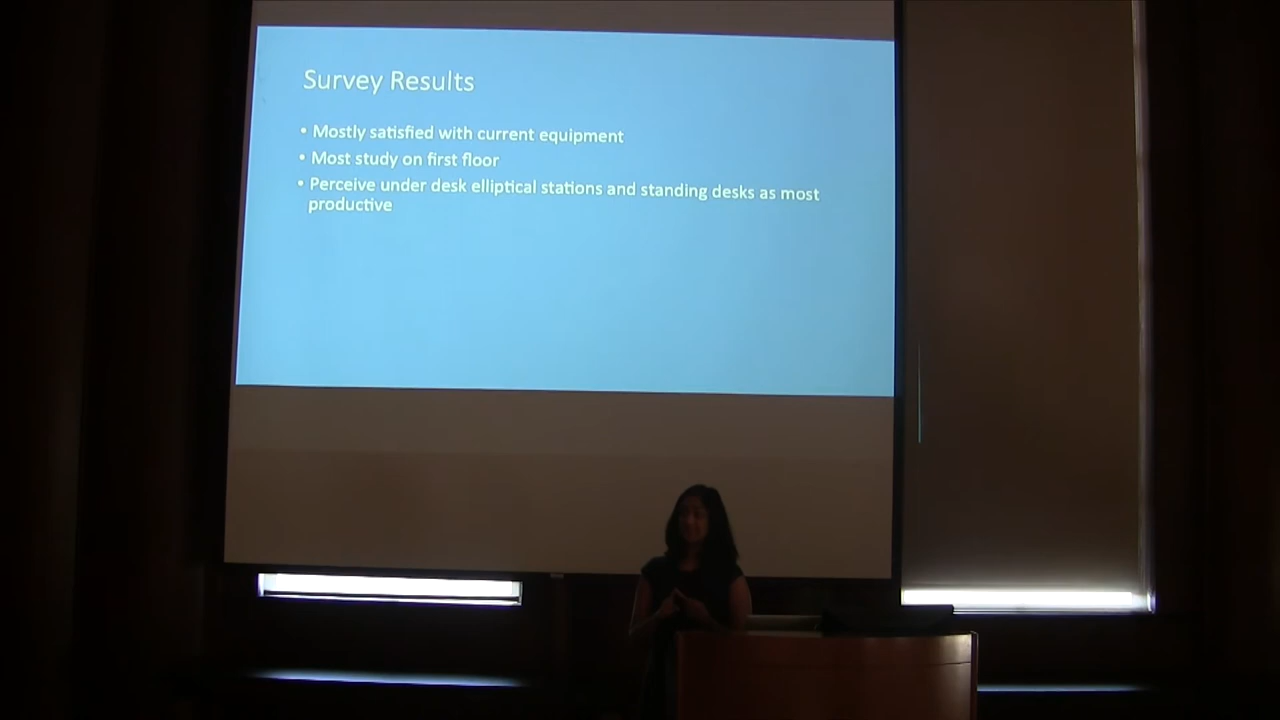 Survey Results
• Mostly satisfied with current equipment
• Most study on first floor
• Perceive under desk elliptical stations and standing desks as most
productive